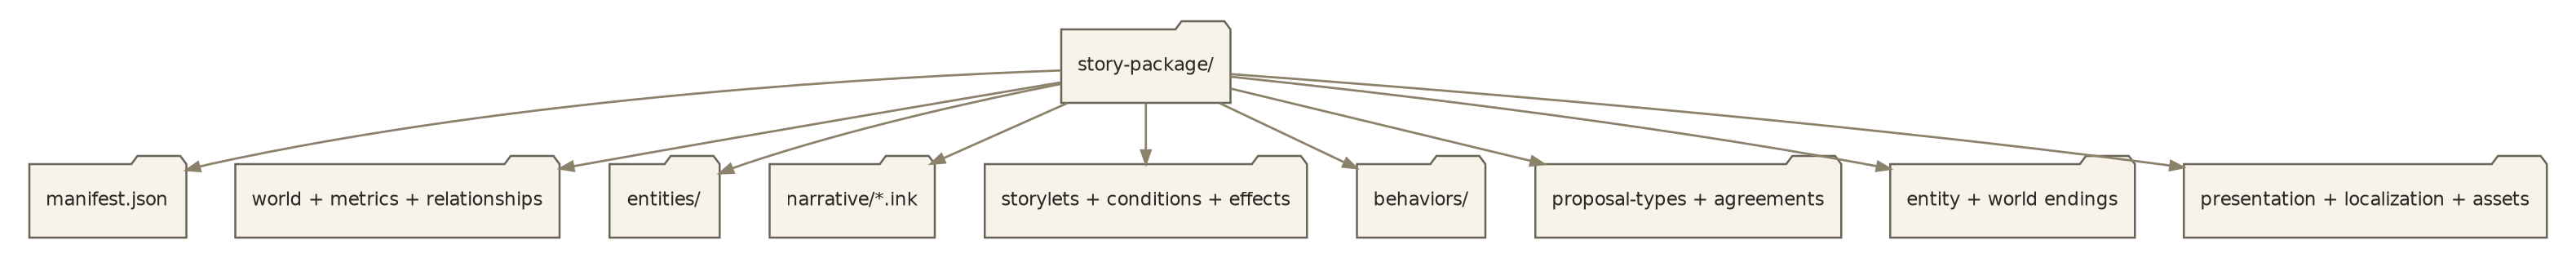 story-package/
manifest.json
world + metrics + relationships
entities/
narrative/*.ink
storylets + conditions + effects
behaviors/
proposal-types + agreements
entity + world endings
presentation + localization + assets